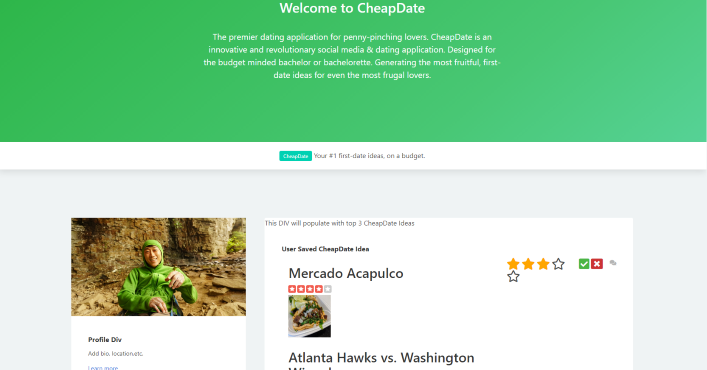 Welcome to CheapDate
The premier dating application for penny-pinching lovers. CheapDate is an
innovative and revolutionary social media & dating application. Designed for
the budget minded bachelor or bachelorette. Generating the most fruitful, first-
date ideas for even the most frugal lovers.
CheapDate Your #1 first-date ideas, on a budget.
This DIV will populate with top 3 CheapDate Ideas
User Saved CheapDate Idea
Mercado Acapulco
Atlanta Hawks vs. Washington
Profile Div
Add bio, location,etc.
Learn more